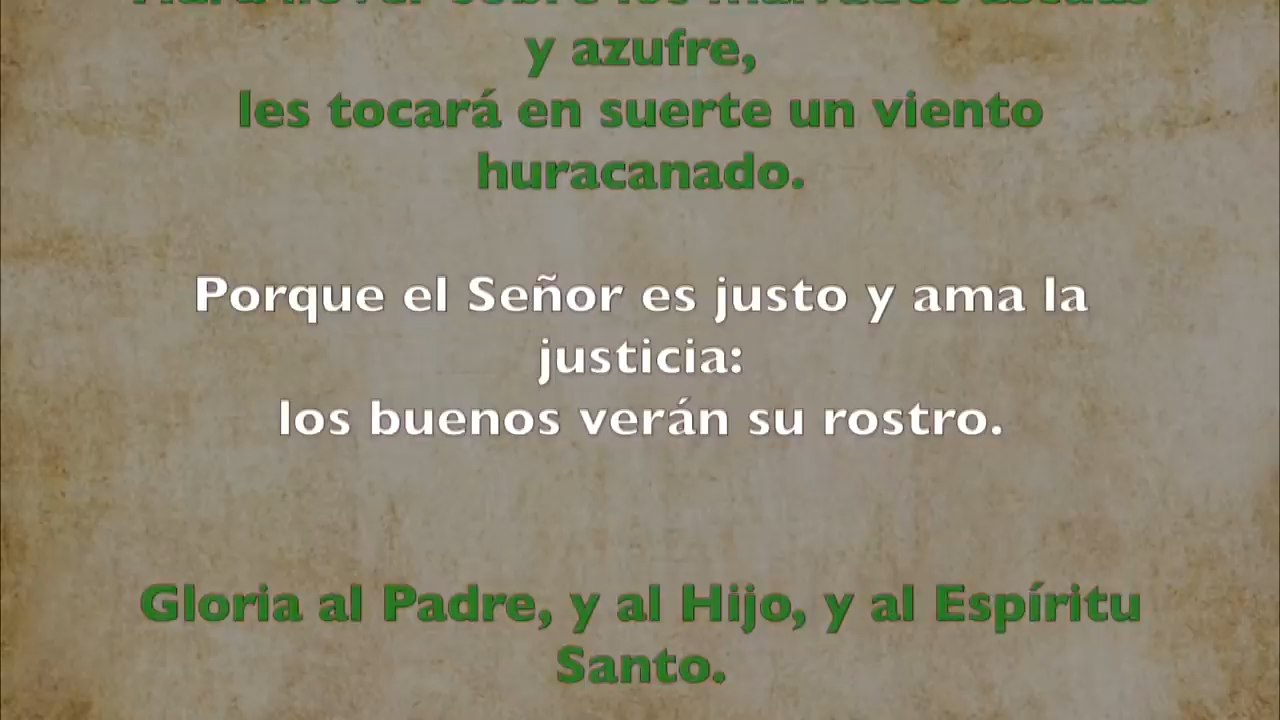 y azufre,
les tocará en suerte un viento
huracanado.
Porque el Señor es justo y ama la
justicia:
los buenos verán su rostro.
Gloria al Padre, y al Hijo, y al Espíritu
Santo.